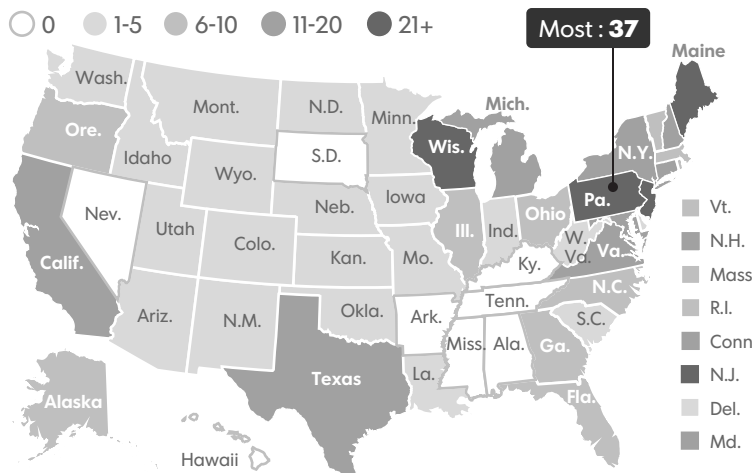 0 1-5 6-10 11-20 21+
Most : 37
Maine
Wash.
Mont.
N.D.
Minn.
Mich.
Ore.
Idaho
S.D.
Wis.
N.Y.
Wyo.
Nev.
Neb.
Iowa
Pa.
Utah
Colo.
Kan.
Mo.
Ill.
Ind.
Ohio
W.
Va.
Va.
Calif.
Ky.
N.C.
Ariz.
N.M.
Okla.
Ark.
Tenn.
S.C.
Miss.
Ala.
Ga.
Texas
La.
Fla.
Alaska
Hawaii
Vt.
N.H.
Mass
R.I.
Conn
N.J.
Del.
Md.